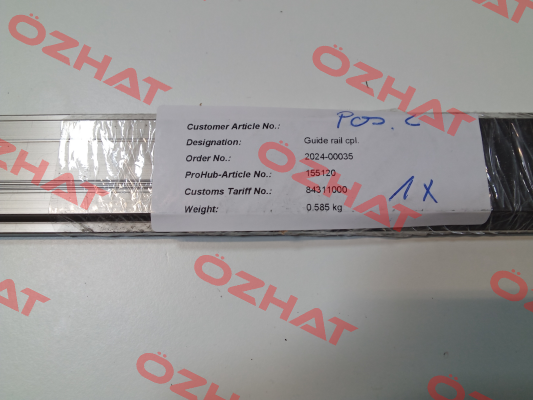 Customer Article No.: POS. 2
Designation: Guide rail cpl.
Order No.: 2024-00035
ProHub-Article No.: 155120
Customs Tariff No.: 84311000 1x
Weight: 0.585 kg
ÖZHAT
ÖZHAT
ÖZHAT
ÖZHAT
ÖZHAT
ÖZHAT
ÖZHAT
ÖZHAT